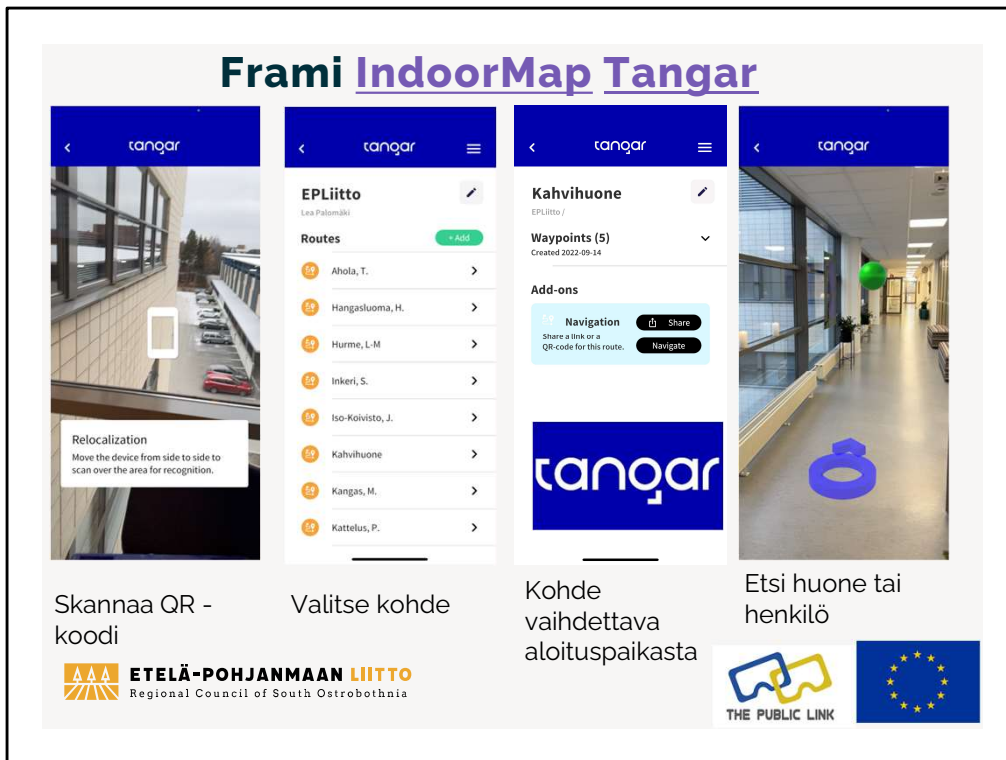 Frami IndoorMap Tangar
tangar
Relocalization
Move the device from side to side to
scan over the area for recognition.
Skannaa QR -
koodi
tangar
EPLiitto
Lea Palomäki
Routes
+ Add
Ahola, T.
Hangasluoma, H.
Hurme, L-M
Inkeri, S.
Iso-Koivisto, J.
Kahvihuone
Kangas, M.
Kattelus, P.
Valitse kohde
tangar
Kahvihuone
EPLiitto /
Waypoints (5)
Created 2022-09-14
Add-ons
Navigation
Share a link or a
QR-code for this route.
Share
Navigate
tangar
Kohde
vaihdettava
aloituspaikasta
tangar
Etsi huone tai
henkilö
ETELÄ-POHJANMAAN LIITTO
Regional Council of South Ostrobothnia
THE PUBLIC LINK